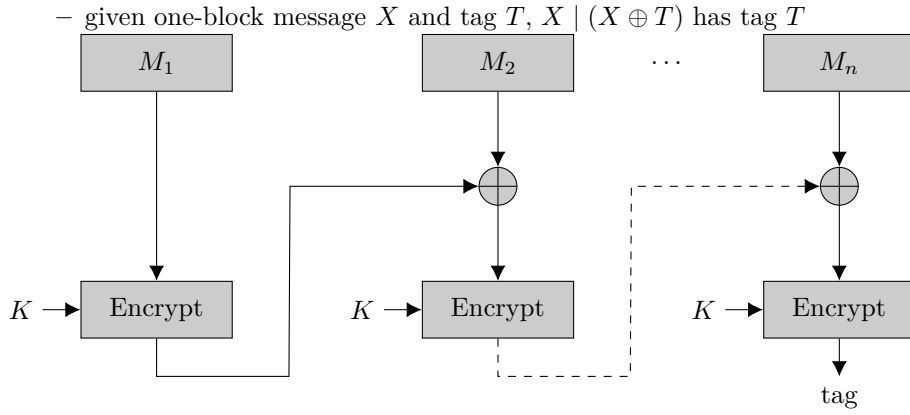 – given one-block message X and tag T, X | (X ⊕ T) has tag T
M₁ M₂ ⋯ Mₙ
K Encrypt K Encrypt K Encrypt
tag